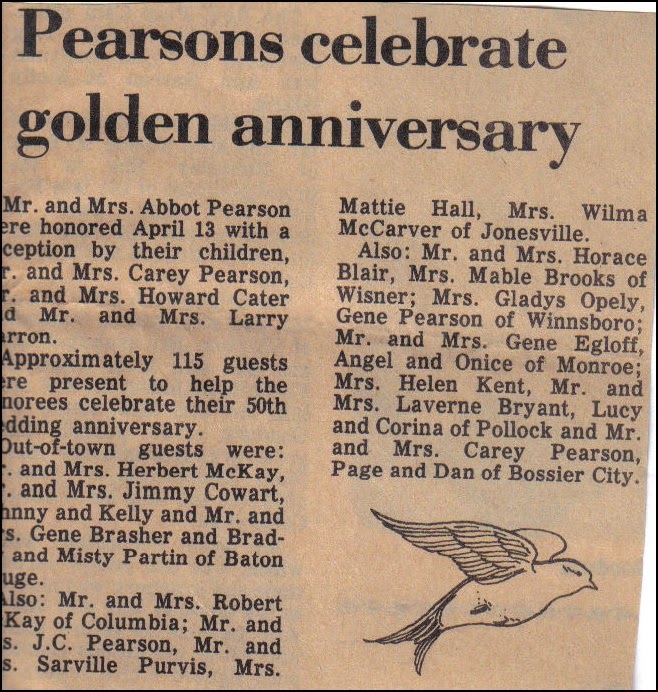 Pearsons celebrate
golden anniversary
Mr. and Mrs. Abbot Pearson
ere honored April 13 with a
ception by their children,
r. and Mrs. Carey Pearson,
r. and Mrs. Howard Cater
d Mr. and Mrs. Larry
arron.
Approximately 115 guests
ere present to help the
norees celebrate their 50th
dding anniversary.
Out-of-town guests were:
r. and Mrs. Herbert McKay,
. and Mrs. Jimmy Cowart,
hnny and Kelly and Mr. and
rs. Gene Brasher and Brad-
and Misty Partin of Baton
uge.
Also: Mr. and Mrs. Robert
Kay of Columbia; Mr. and
s. J.C. Pearson, Mr. and
s. Sarville Purvis, Mrs.
Mattie Hall, Mrs. Wilma
McCarver of Jonesville.
Also: Mr. and Mrs. Horace
Blair, Mrs. Mable Brooks of
Wisner; Mrs. Gladys Opely,
Gene Pearson of Winnsboro;
Mr. and Mrs. Gene Egloff,
Angel and Onice of Monroe;
Mrs. Helen Kent, Mr. and
Mrs. Laverne Bryant, Lucy
and Corina of Pollock and Mr.
and Mrs. Carey Pearson,
Page and Dan of Bossier City.